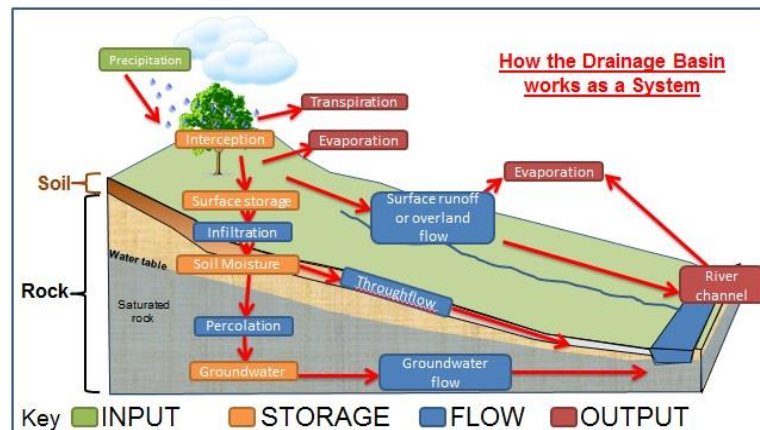 How the Drainage Basin
works as a System
Precipitation
Transpiration
Interception
Evaporation
Evaporation
Soil
Surface storage
Surface runoff
or overland
flow
Infiltration
Water table
Soil Moisture
River
channel
Rock
Throughflow
Saturated
rock
Percolation
Groundwater
Groundwater
flow
Key INPUT STORAGE FLOW OUTPUT